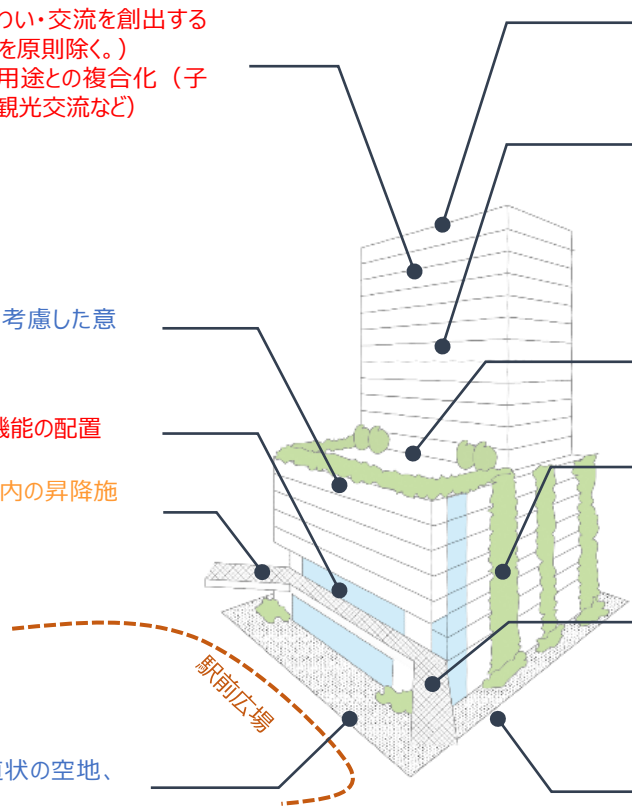 わい・交流を創出する
を原則除く。）
用途との複合化（子
観光交流など）
考慮した意
機能の配置
内の昇降施
駅前広場
状の空地、